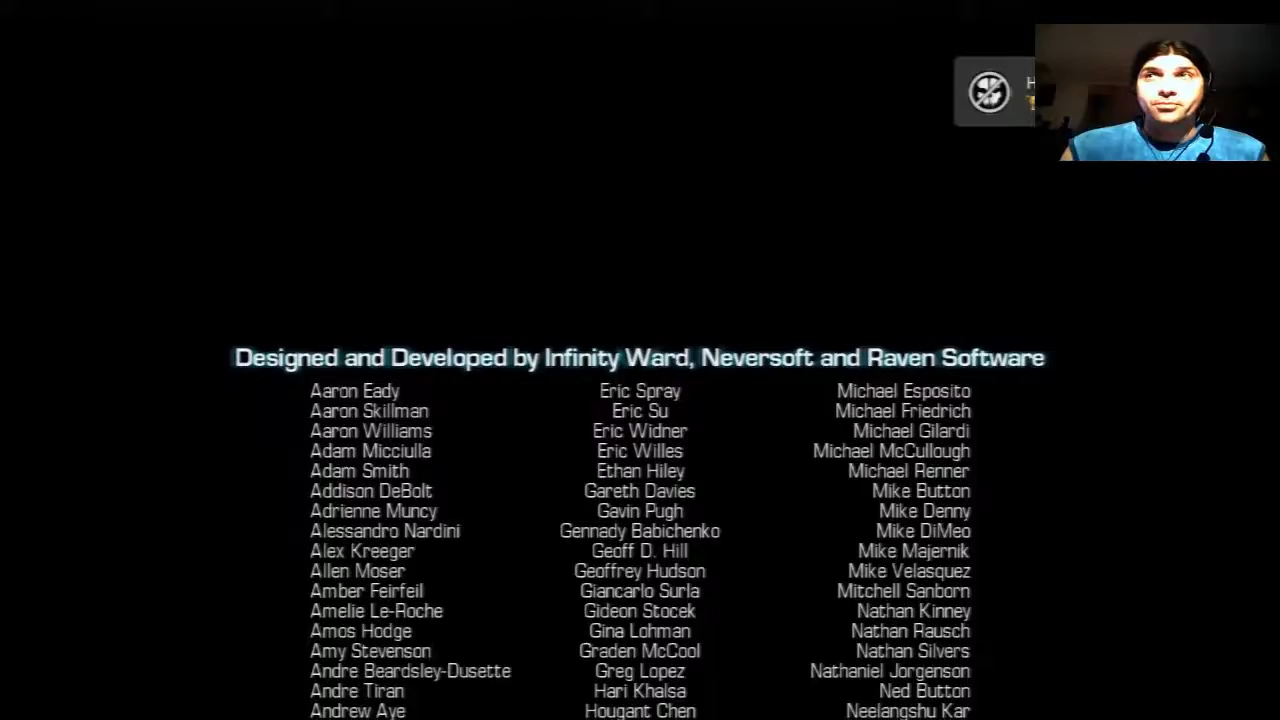 Designed and Developed by Infinity Ward, Neversoft and Raven Software
Aaron Eady Eric Spray Michael Esposito
Aaron Skillman Eric Su Michael Friedrich
Aaron Williams Eric Widner Michael Gilardi
Adam Micciulla Eric Willes Michael McCullough
Adam Smith Ethan Hiley Michael Renner
Addison DeBolt Gareth Davies Mike Button
Adrienne Muncy Gavin Pugh Mike Denny
Alessandro Nardini Gennady Babichenko Mike DiMeo
Alex Kreeger Geoff D. Hill Mike Majernik
Allen Moser Geoffrey Hudson Mike Velasquez
Amber Feirfeil Giancarlo Surla Mitchell Sanborn
Amelie Le-Roche Gideon Stocek Nathan Kinney
Amos Hodge Gina Lohman Nathan Rausch
Amy Stevenson Graden McCool Nathan Silvers
Andre Beardsley-Dusette Greg Lopez Nathaniel Jorgenson
Andre Tiran Hari Khalsa Ned Button
Andrew Aye Hougant Chen Neelangshu Kar